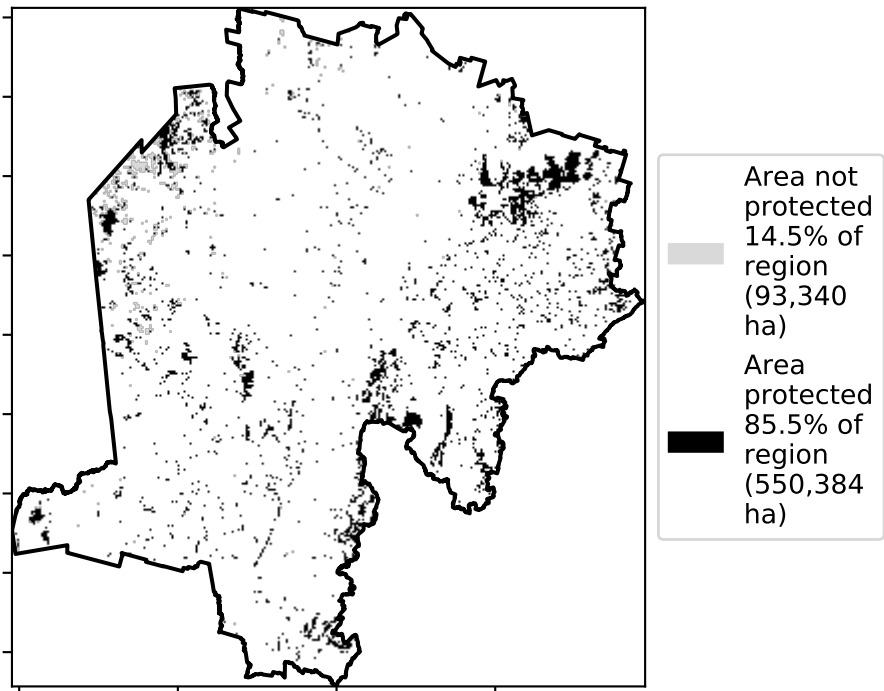 Area not
protected
14.5% of
region
(93,340
ha)
Area
protected
85.5% of
region
(550,384
ha)